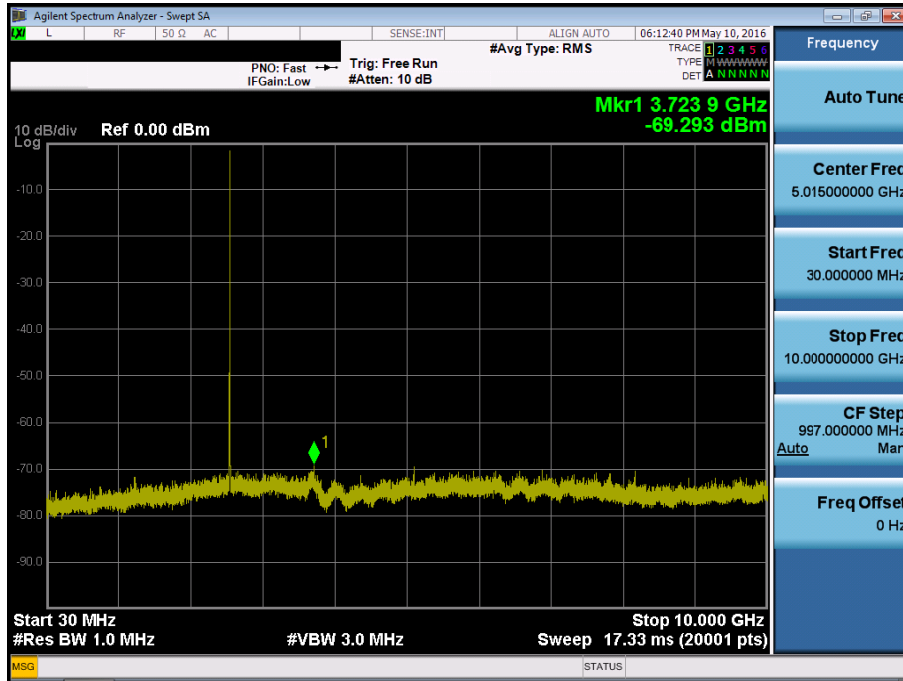 Agilent Spectrum Analyzer - Swept SA
LXI L RF 50 Ω AC SENSE:INT ALIGN AUTO 06:12:40 PM May 10, 2016
#Avg Type: RMS
TRACE 1 2 3 4 5 6
PNO: Fast Trig: Free Run
TYPE M WWWWW
IFGain:Low #Atten: 10 dB
DET A N N N N N
Mkr1 3.723 9 GHz
-69.293 dBm
10 dB/div Ref 0.00 dBm
Log
-10.0
-20.0
-30.0
-40.0
-50.0
-60.0
-70.0
-80.0
-90.0
1
Start 30 MHz Stop 10.000 GHz
#Res BW 1.0 MHz #VBW 3.0 MHz Sweep 17.33 ms (20001 pts)
MSG STATUS
Frequency
Auto Tune
Center Freq
5.015000000 GHz
Start Freq
30.000000 MHz
Stop Freq
10.000000000 GHz
CF Step
997.000000 MHz
Auto Man
Freq Offset
0 Hz